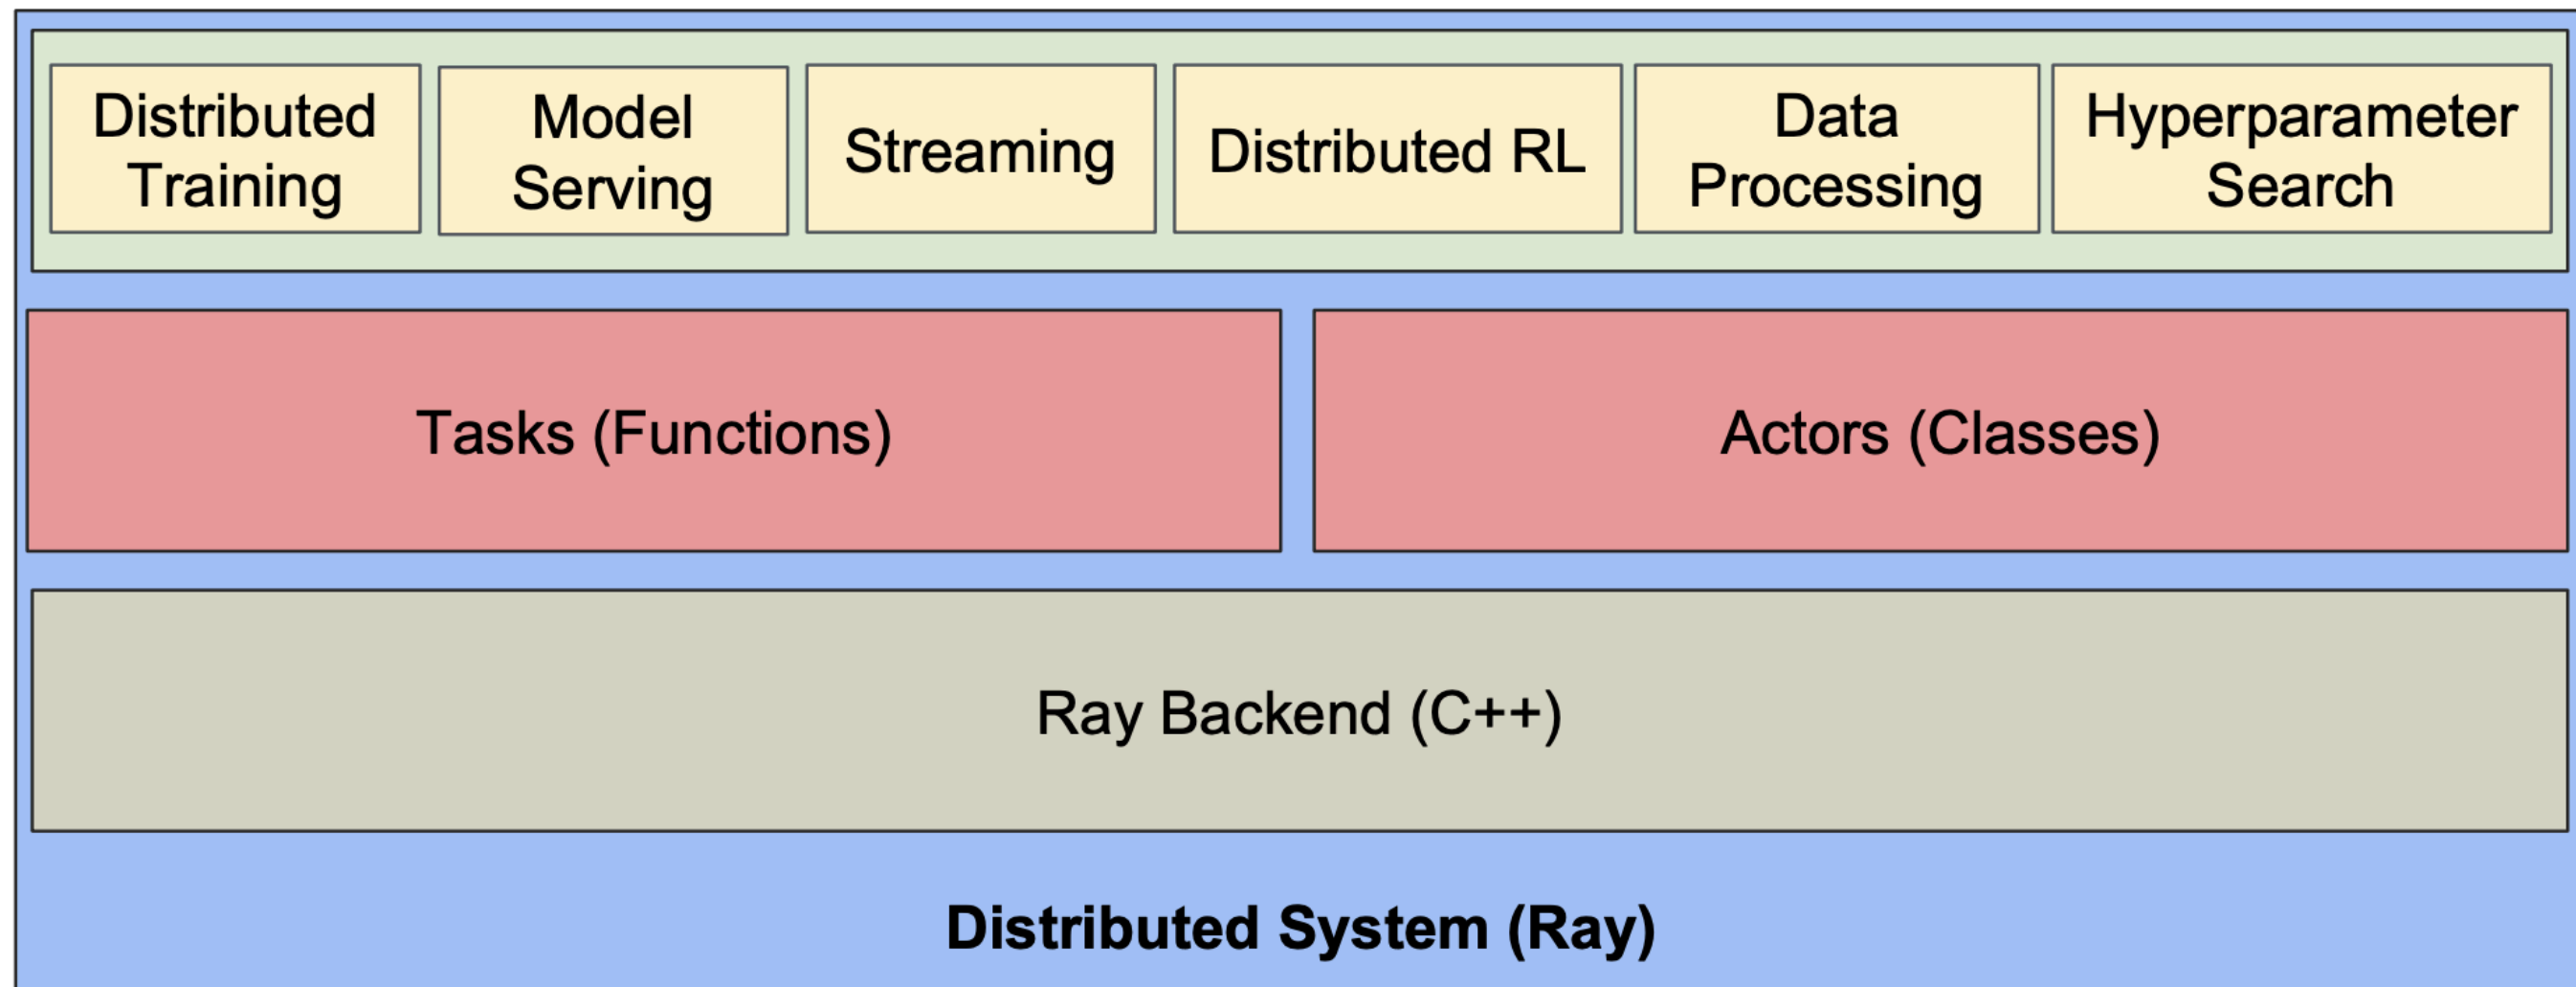 Distributed
Training
Model
Serving
Streaming
Distributed RL
Data
Processing
Hyperparameter
Search
Tasks (Functions)
Actors (Classes)
Ray Backend (C++)
Distributed System (Ray)